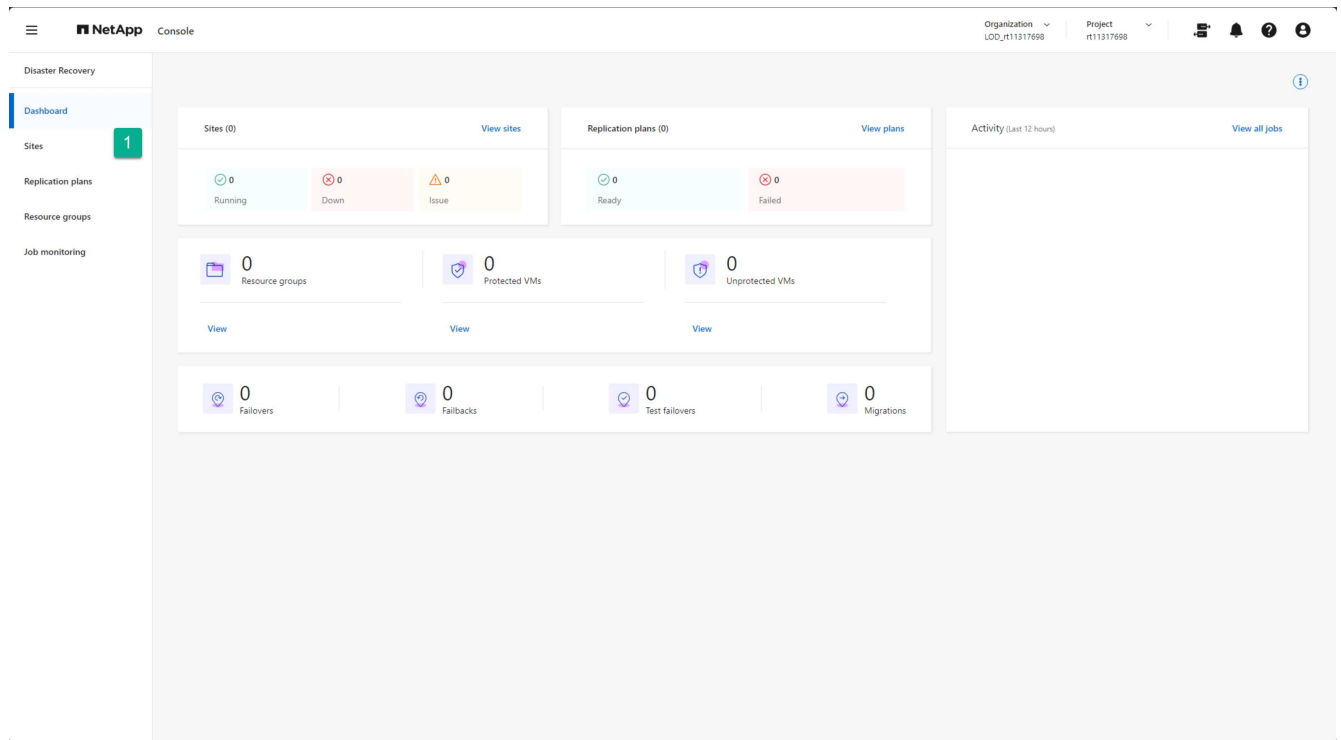 NetApp Console
Organization
LOD_rt11317698
Project
rt11317698
Disaster Recovery
Dashboard
Sites
1
Replication plans
Resource groups
Job monitoring
Sites (0)
View sites
0
Running
0
Down
0
Issue
Replication plans (0)
View plans
0
Ready
0
Failed
Activity (Last 12 hours)
View all jobs
0
Resource groups
View
0
Protected VMs
View
0
Unprotected VMs
View
0
Failovers
0
Failbacks
0
Test failovers
0
Migrations